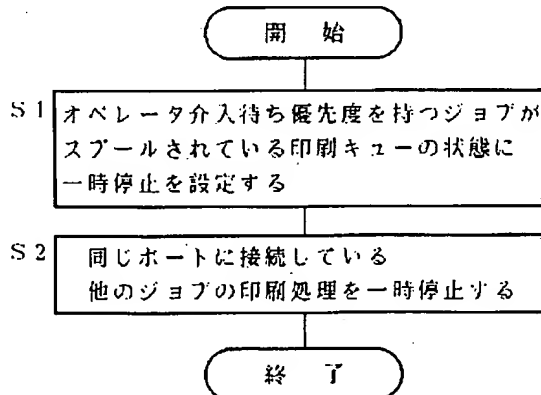 開 始
S1 オペレータ介入待ち優先度を持つジョブが
スプールされている印刷キューの状態に
一時停止を設定する
S2 同じポートに接続している
他のジョブの印刷処理を一時停止する
終 了